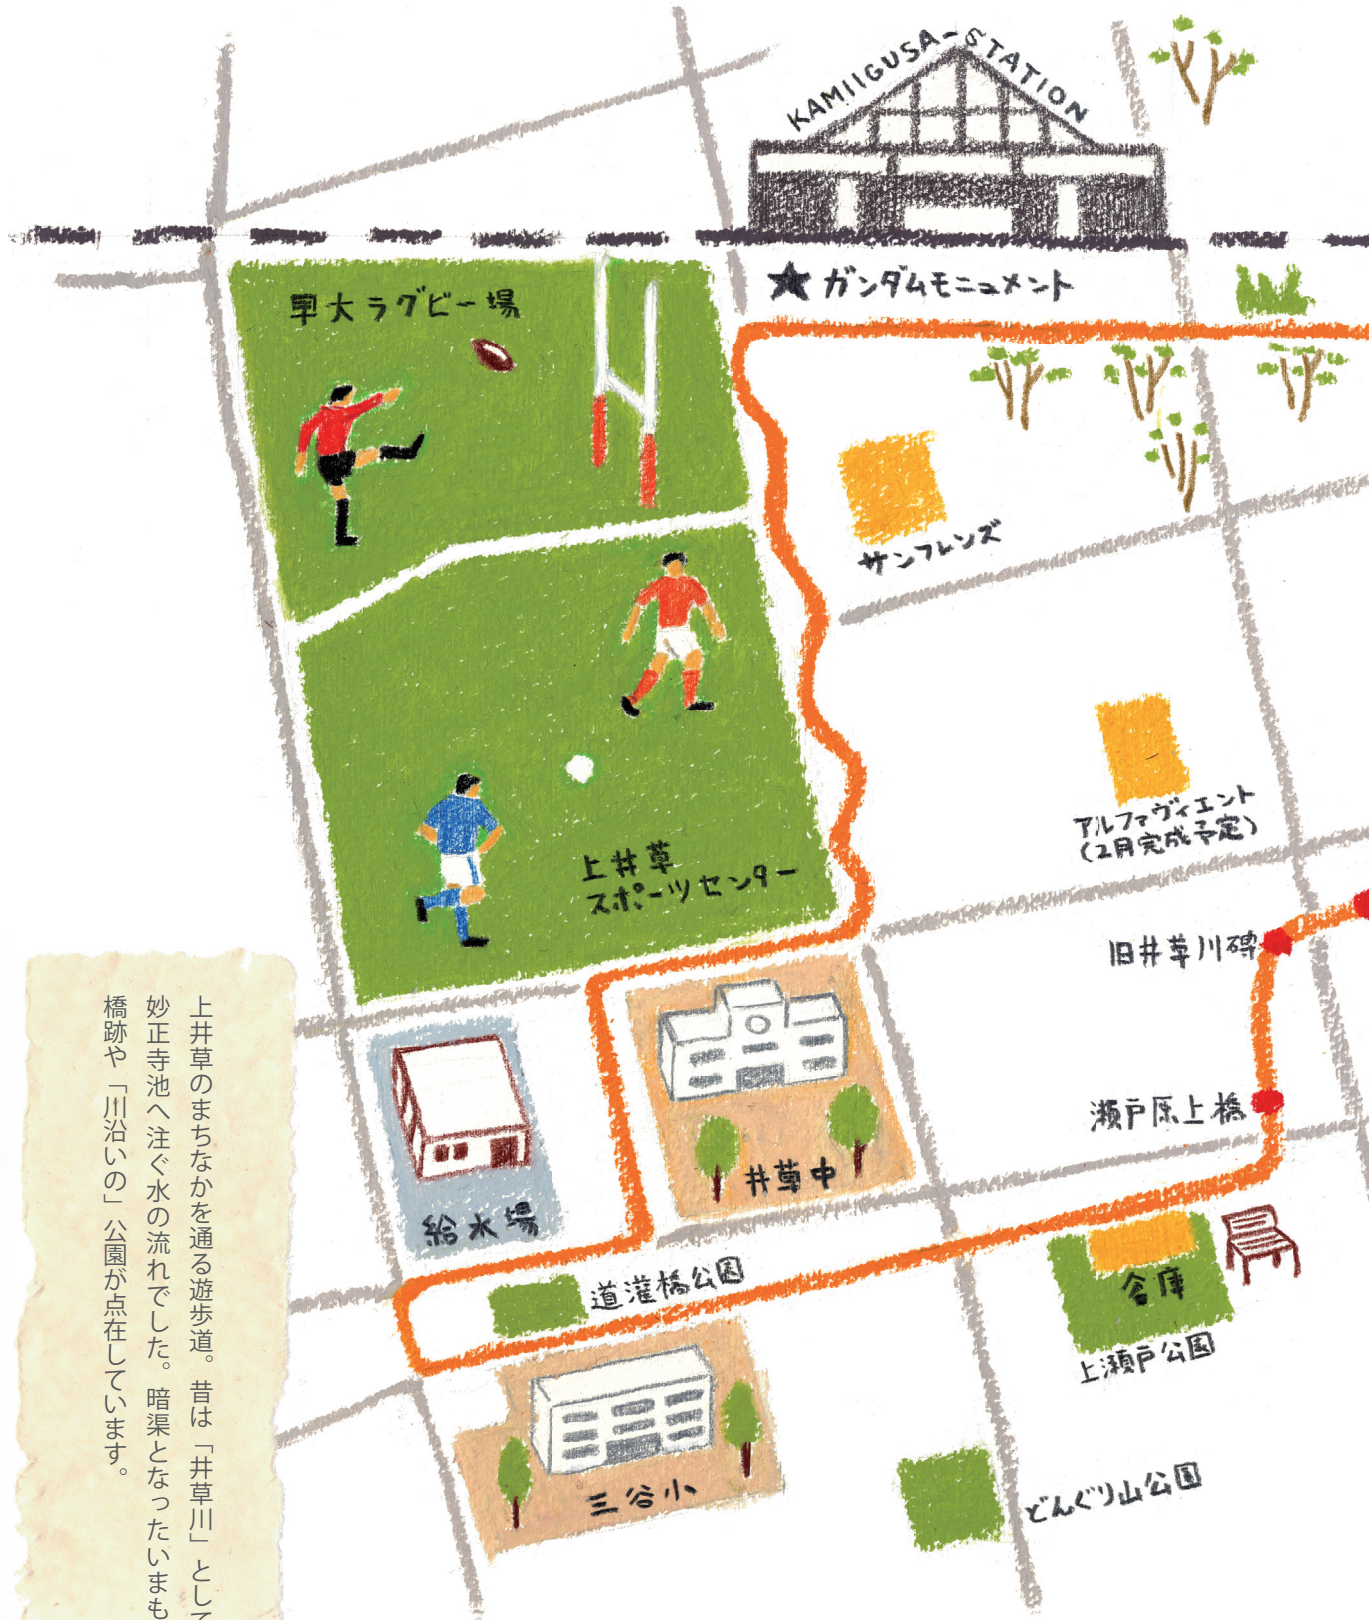 KAMIIGUSA-STATION
★ガンダムモニュメント
早大ラグビー場
サンフレンズ
アルファヴィエント
(2月完成予定)
上井草
スポーツセンター
旧井草川碑
瀬戸原上橋
井草中
給水場
道灌橋公園
倉庫
上瀬戸公園
三谷小
どんぐり山公園
上井草のまちなかを通る遊歩道。昔は「井草川」として
妙正寺池へ注ぐ水の流れでした。暗渠となったいまも
橋跡や「川沿いの」公園が点在しています。